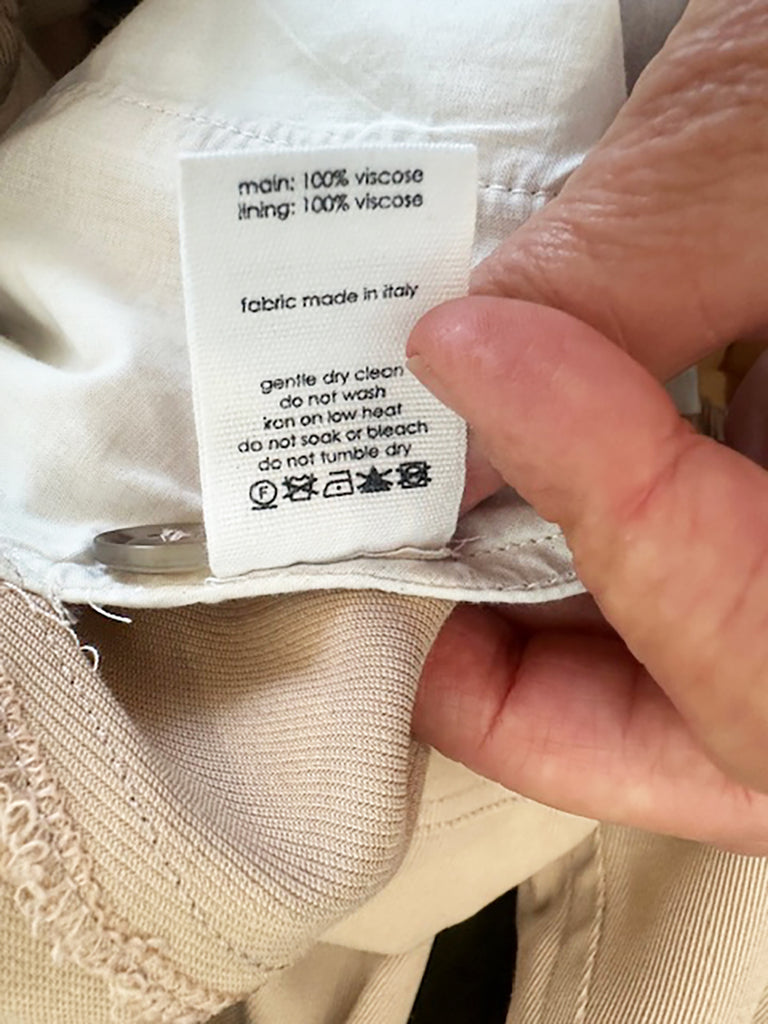 main: 100% viscose
lining: 100% viscose
fabric made in italy
gentle dry clean
do not wash
iron on low heat
do not soak or bleach
do not tumble dry
F